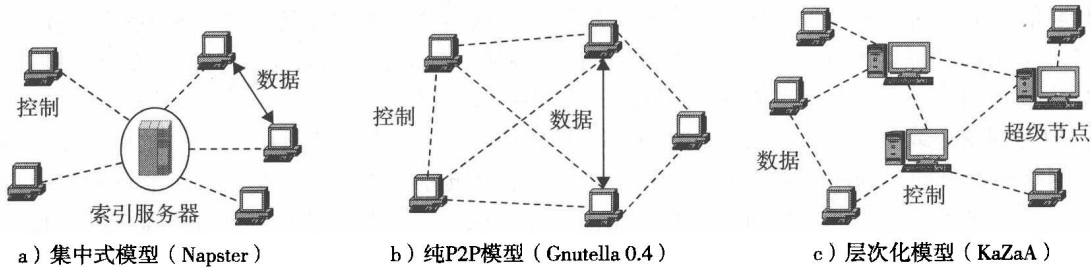 控制
数据
索引服务器
a）集中式模型（Napster）
控制
数据
b）纯P2P模型（Gnutella 0.4）
超级节点
数据
控制
c）层次化模型（KaZaA）